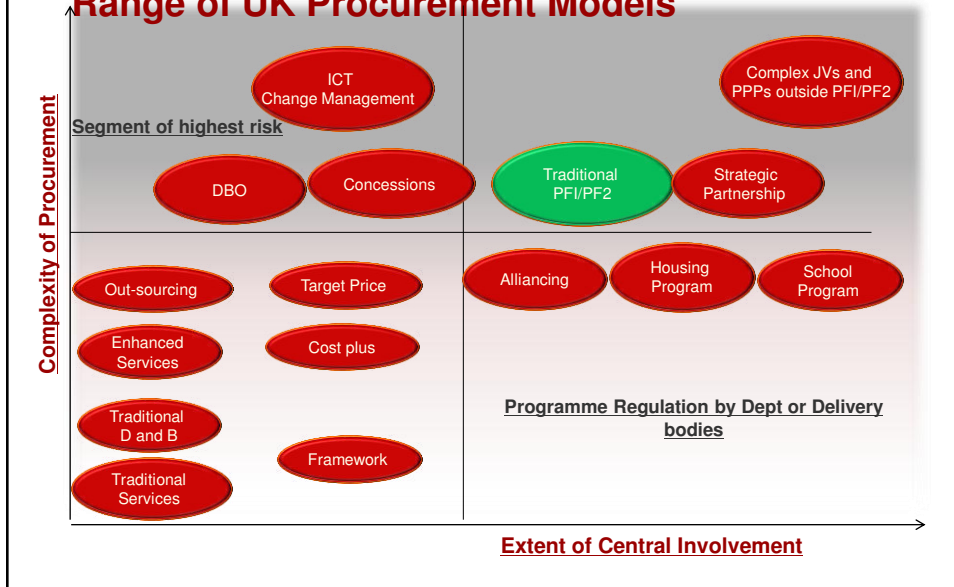 Range of UK Procurement Models
ICT
Change Management
Complex JVs and
PPPs outside PFI/PF2
Segment of highest risk
DBO
Concessions
Traditional
PFI/PF2
Strategic
Partnership
Complexity of Procurement
Out-sourcing
Target Price
Alliancing
Housing
Program
School
Program
Enhanced
Services
Cost plus
Programme Regulation by Dept or Delivery
bodies
Traditional
D and B
Framework
Traditional
Services
Extent of Central Involvement